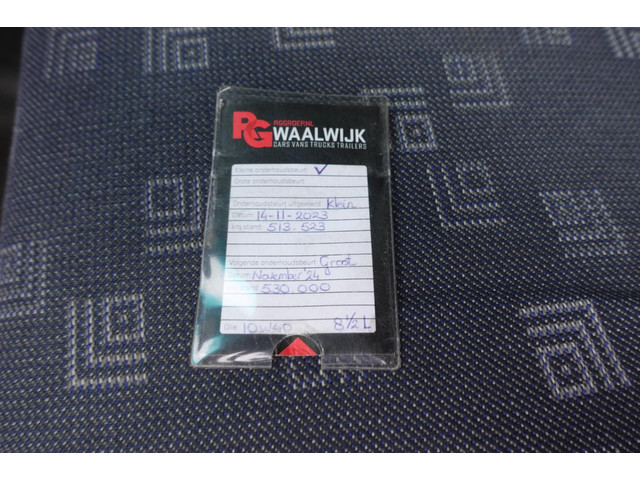 RGGROEP.NL
RG WAALWIJK
CARS VANS TRUCKS TRAILERS
Kleine onderhoudsbeurt ✓
Grote onderhoudsbeurt
Onderhoudsbeurt uitgevoerd: Klein
Datum: 14-11-2023
Km stand: 513.523
Volgende onderhoudsbeurt: Groot
Datum: November '24
530.000
Olie: 10W40 8½ L